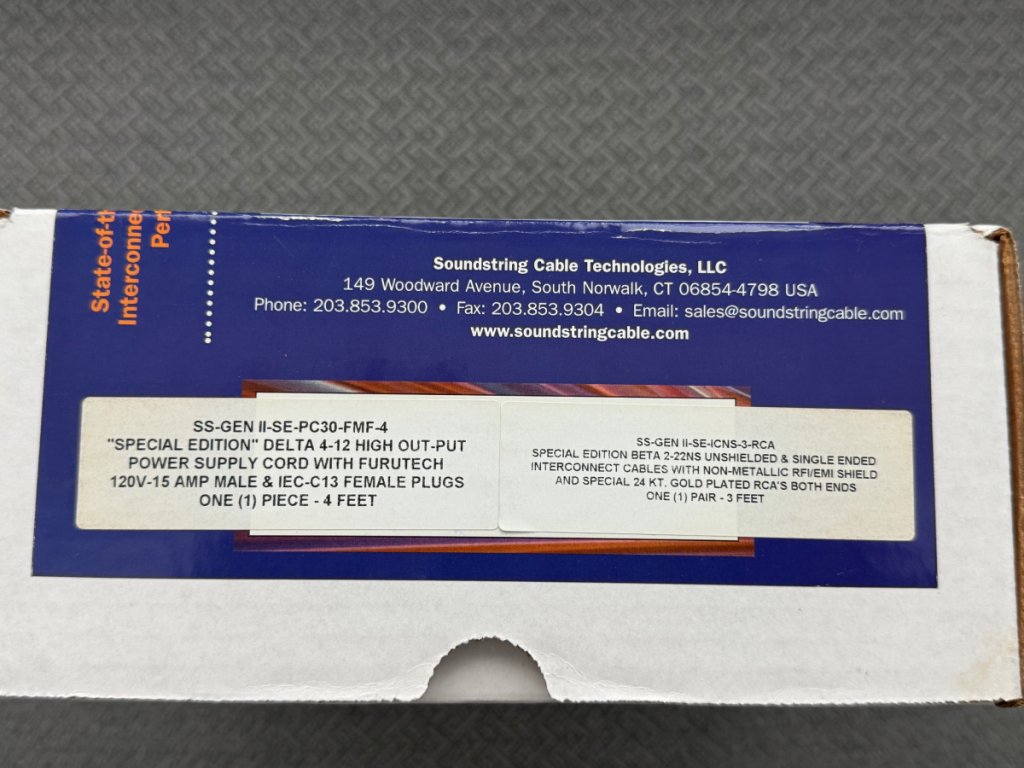 State-of-
Interconne
Soundstring Cable Technologies, LLC
149 Woodward Avenue, South Norwalk, CT 06854-4798 USA
Phone: 203.853.9300 • Fax: 203.853.9304 • Email: sales@soundstringcable.com
www.soundstringcable.com
SS-GEN II-SE-PC30-FMF-4
"SPECIAL EDITION" DELTA 4-12 HIGH OUT-PUT
POWER SUPPLY CORD WITH FURUTECH
120V-15 AMP MALE & IEC-C13 FEMALE PLUGS
ONE (1) PIECE - 4 FEET
SS-GEN II-SE-ICNS-3-RCA
SPECIAL EDITION BETA 2-22NS UNSHIELDED & SINGLE ENDED
INTERCONNECT CABLES WITH NON-METALLIC RFI/EMI SHIELD
AND SPECIAL 24 KT. GOLD PLATED RCA'S BOTH ENDS
ONE (1) PAIR - 3 FEET